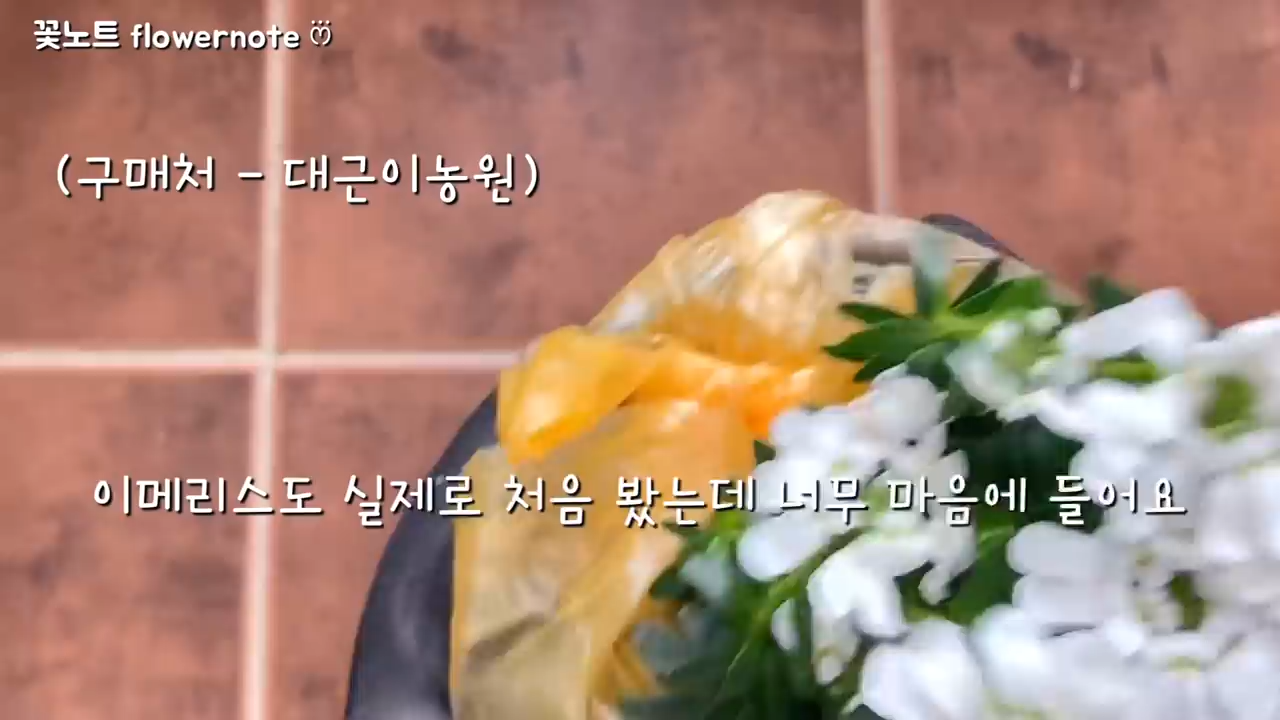 꽃노트 flowernote ෆ
(구매처 - 대근이농원)
이메리스도 실제로 처음 봤는데 너무 마음에 들어요